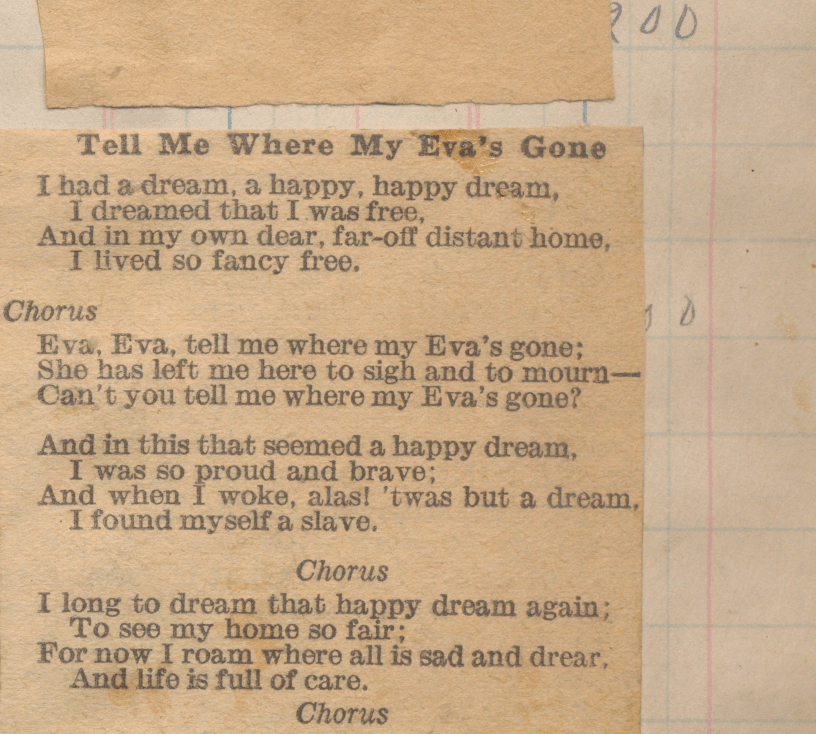 00
Tell Me Where My Eva's Gone
I had a dream, a happy, happy dream,
I dreamed that I was free,
And in my own dear, far-off distant home,
I lived so fancy free.
Chorus
0
Eva, Eva, tell me where my Eva's gone;
She has left me here to sigh and to mourn—
Can't you tell me where my Eva's gone?
And in this that seemed a happy dream,
I was so proud and brave;
And when I woke, alas! 'twas but a dream,
I found myself a slave.
Chorus
I long to dream that happy dream again;
To see my home so fair;
For now I roam where all is sad and drear,
And life is full of care.
Chorus